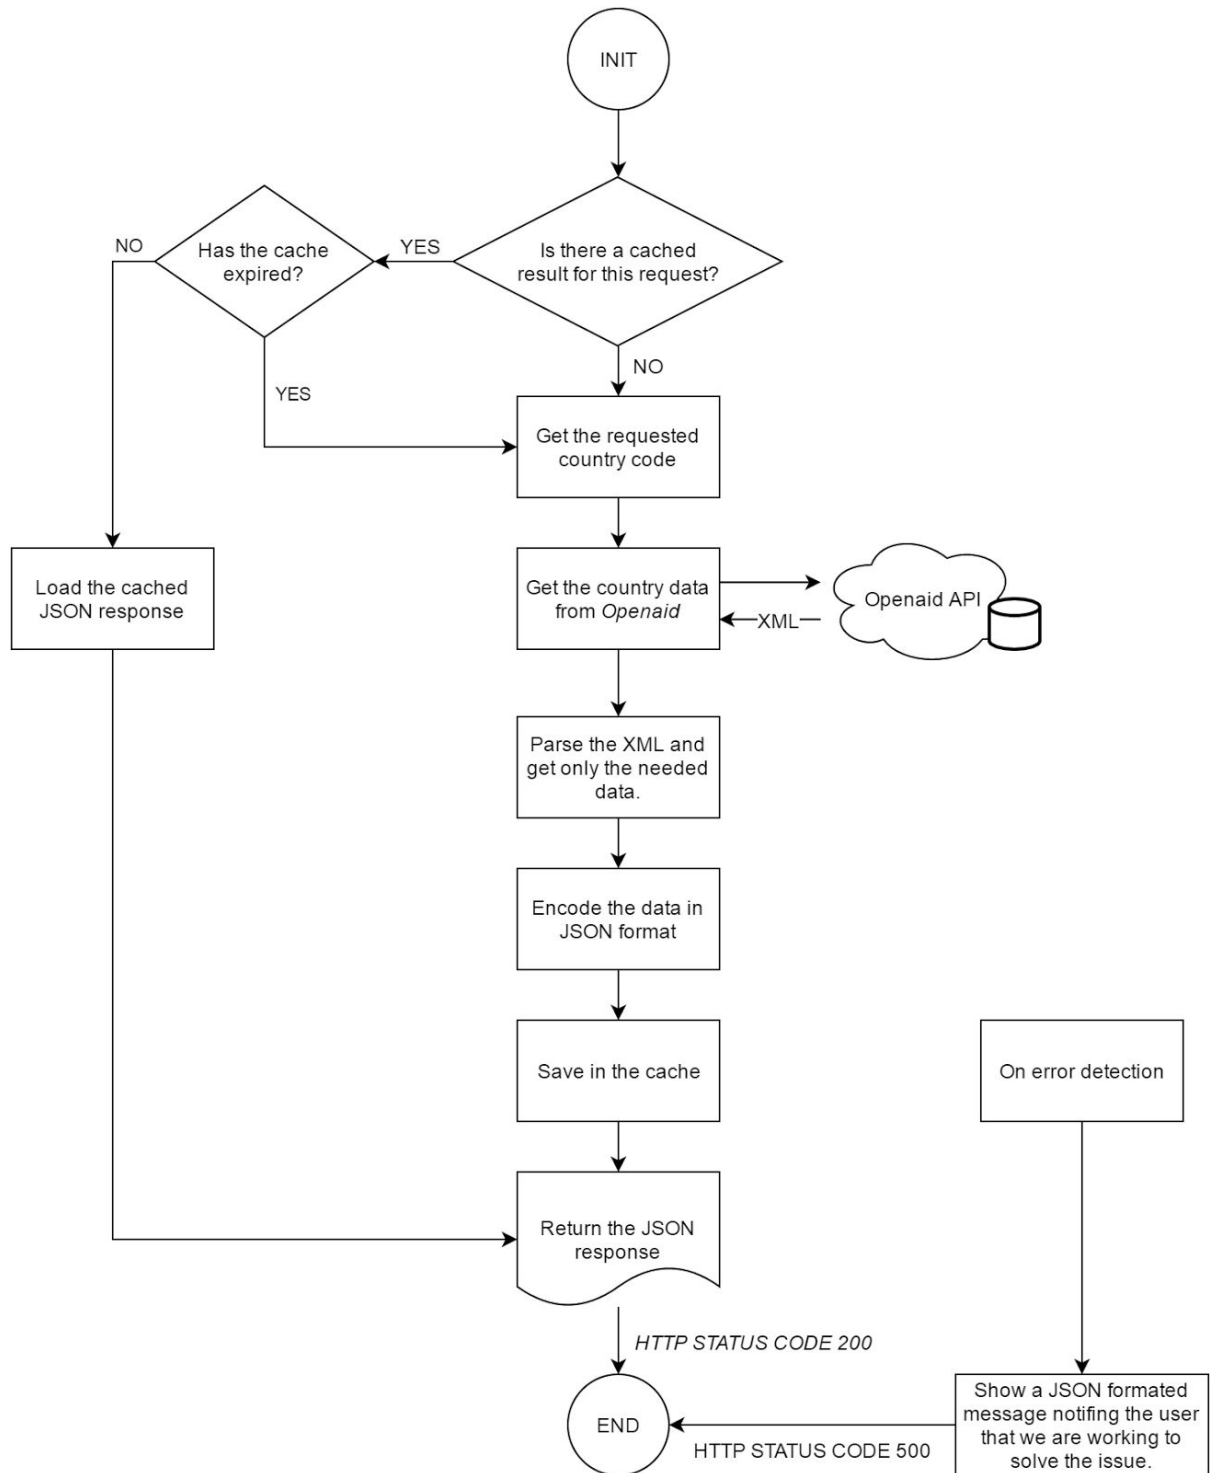 INIT
Is there a cached
result for this request?
YES
Has the cache
expired?
NO
YES
NO
Get the requested
country code
Load the cached
JSON response
Get the country data
from Openaid
Openaid API
XML
Parse the XML and
get only the needed
data.
Encode the data in
JSON format
Save in the cache
On error detection
Return the JSON
response
HTTP STATUS CODE 200
Show a JSON formated
message notifing the user
that we are working to
solve the issue.
HTTP STATUS CODE 500
END